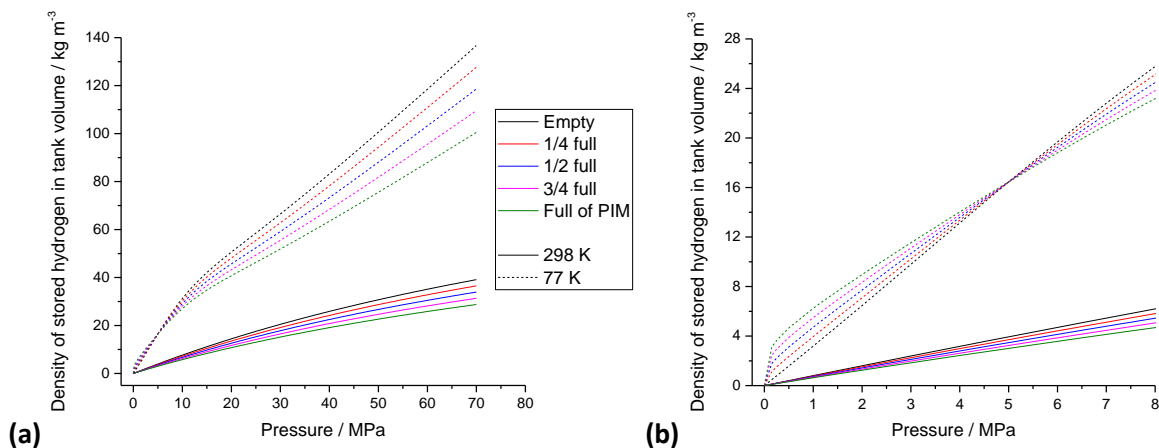 Density of stored hydrogen in tank volume / kg m⁻³
140
120
100
80
60
40
20
0
0 10 20 30 40 50 60 70 80
Pressure / MPa
(a)
Empty
1/4 full
1/2 full
3/4 full
Full of PIM
298 K
77 K
Density of stored hydrogen in tank volume / kg m⁻³
28
24
20
16
12
8
4
0
0 1 2 3 4 5 6 7 8
Pressure / MPa
(b)